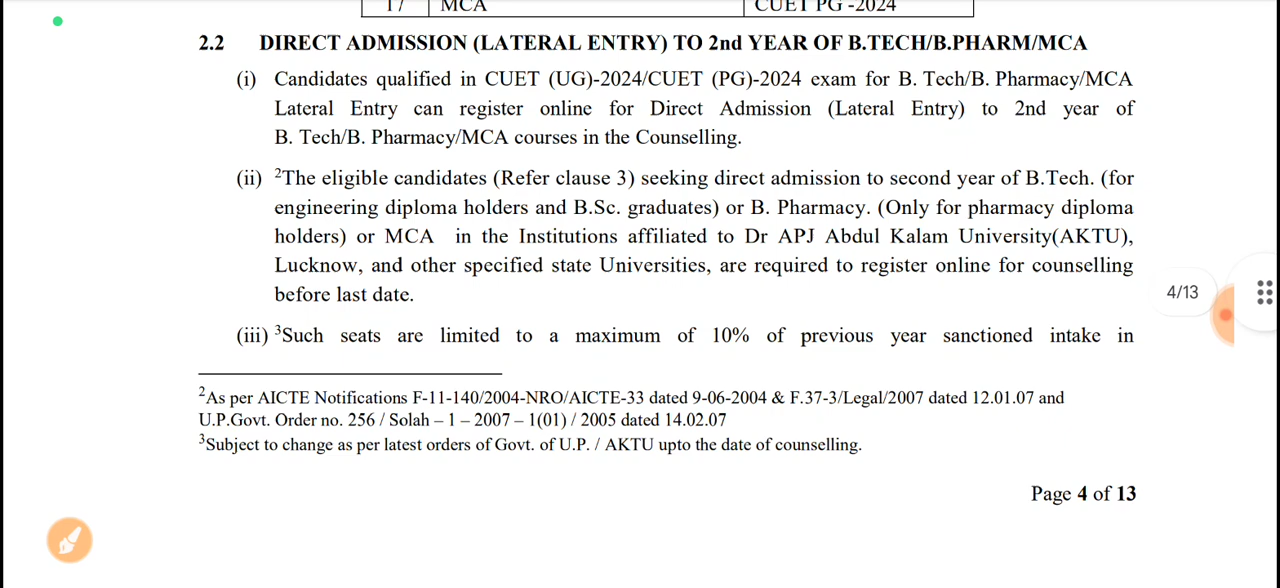 17 MCA CUET PG -2024
2.2 DIRECT ADMISSION (LATERAL ENTRY) TO 2nd YEAR OF B.TECH/B.PHARM/MCA
(i) Candidates qualified in CUET (UG)-2024/CUET (PG)-2024 exam for B. Tech/B. Pharmacy/MCA
Lateral Entry can register online for Direct Admission (Lateral Entry) to 2nd year of
B. Tech/B. Pharmacy/MCA courses in the Counselling.
(ii) ²The eligible candidates (Refer clause 3) seeking direct admission to second year of B.Tech. (for
engineering diploma holders and B.Sc. graduates) or B. Pharmacy. (Only for pharmacy diploma
holders) or MCA in the Institutions affiliated to Dr APJ Abdul Kalam University(AKTU),
Lucknow, and other specified state Universities, are required to register online for counselling
before last date.
4/13
(iii) ³Such seats are limited to a maximum of 10% of previous year sanctioned intake in
²As per AICTE Notifications F-11-140/2004-NRO/AICTE-33 dated 9-06-2004 & F.37-3/Legal/2007 dated 12.01.07 and
U.P.Govt. Order no. 256 / Solah – 1 – 2007 – 1(01) / 2005 dated 14.02.07
³Subject to change as per latest orders of Govt. of U.P. / AKTU upto the date of counselling.
Page 4 of 13